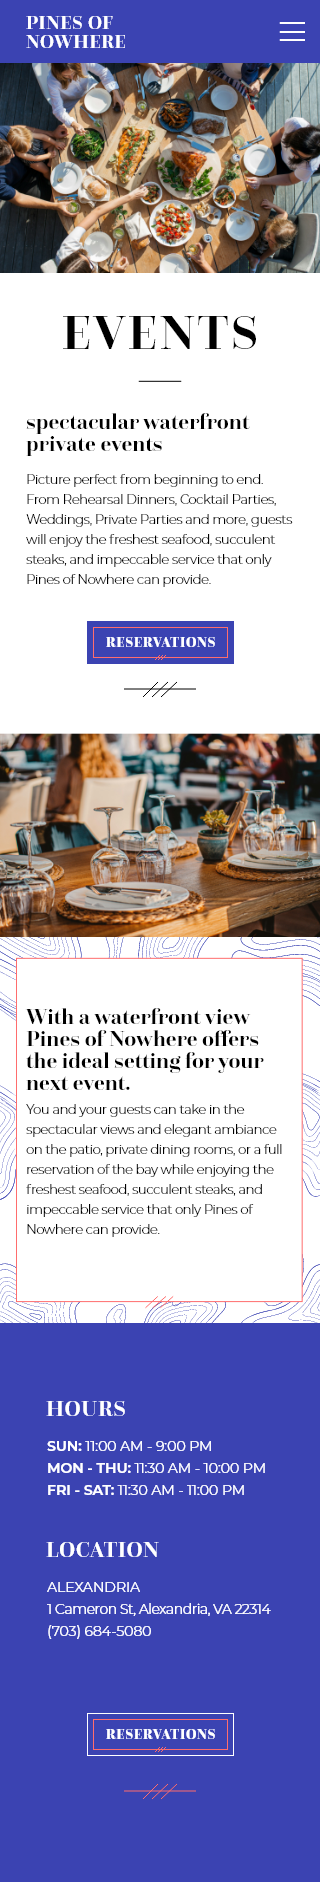 PINES OF
NOWHERE
EVENTS
spectacular waterfront
private events
Picture perfect from beginning to end.
From Rehearsal Dinners, Cocktail Parties,
Weddings, Private Parties and more, guests
will enjoy the freshest seafood, succulent
steaks, and impeccable service that only
Pines of Nowhere can provide.
RESERVATIONS
With a waterfront view
Pines of Nowhere offers
the ideal setting for your
next event.
You and your guests can take in the
spectacular views and elegant ambiance
on the patio, private dining rooms, or a full
reservation of the bay while enjoying the
freshest seafood, succulent steaks, and
impeccable service that only Pines of
Nowhere can provide.
HOURS
SUN: 11:00 AM - 9:00 PM
MON - THU: 11:30 AM - 10:00 PM
FRI - SAT: 11:30 AM - 11:00 PM
LOCATION
ALEXANDRIA
1 Cameron St, Alexandria, VA 22314
(703) 684-5080
RESERVATIONS